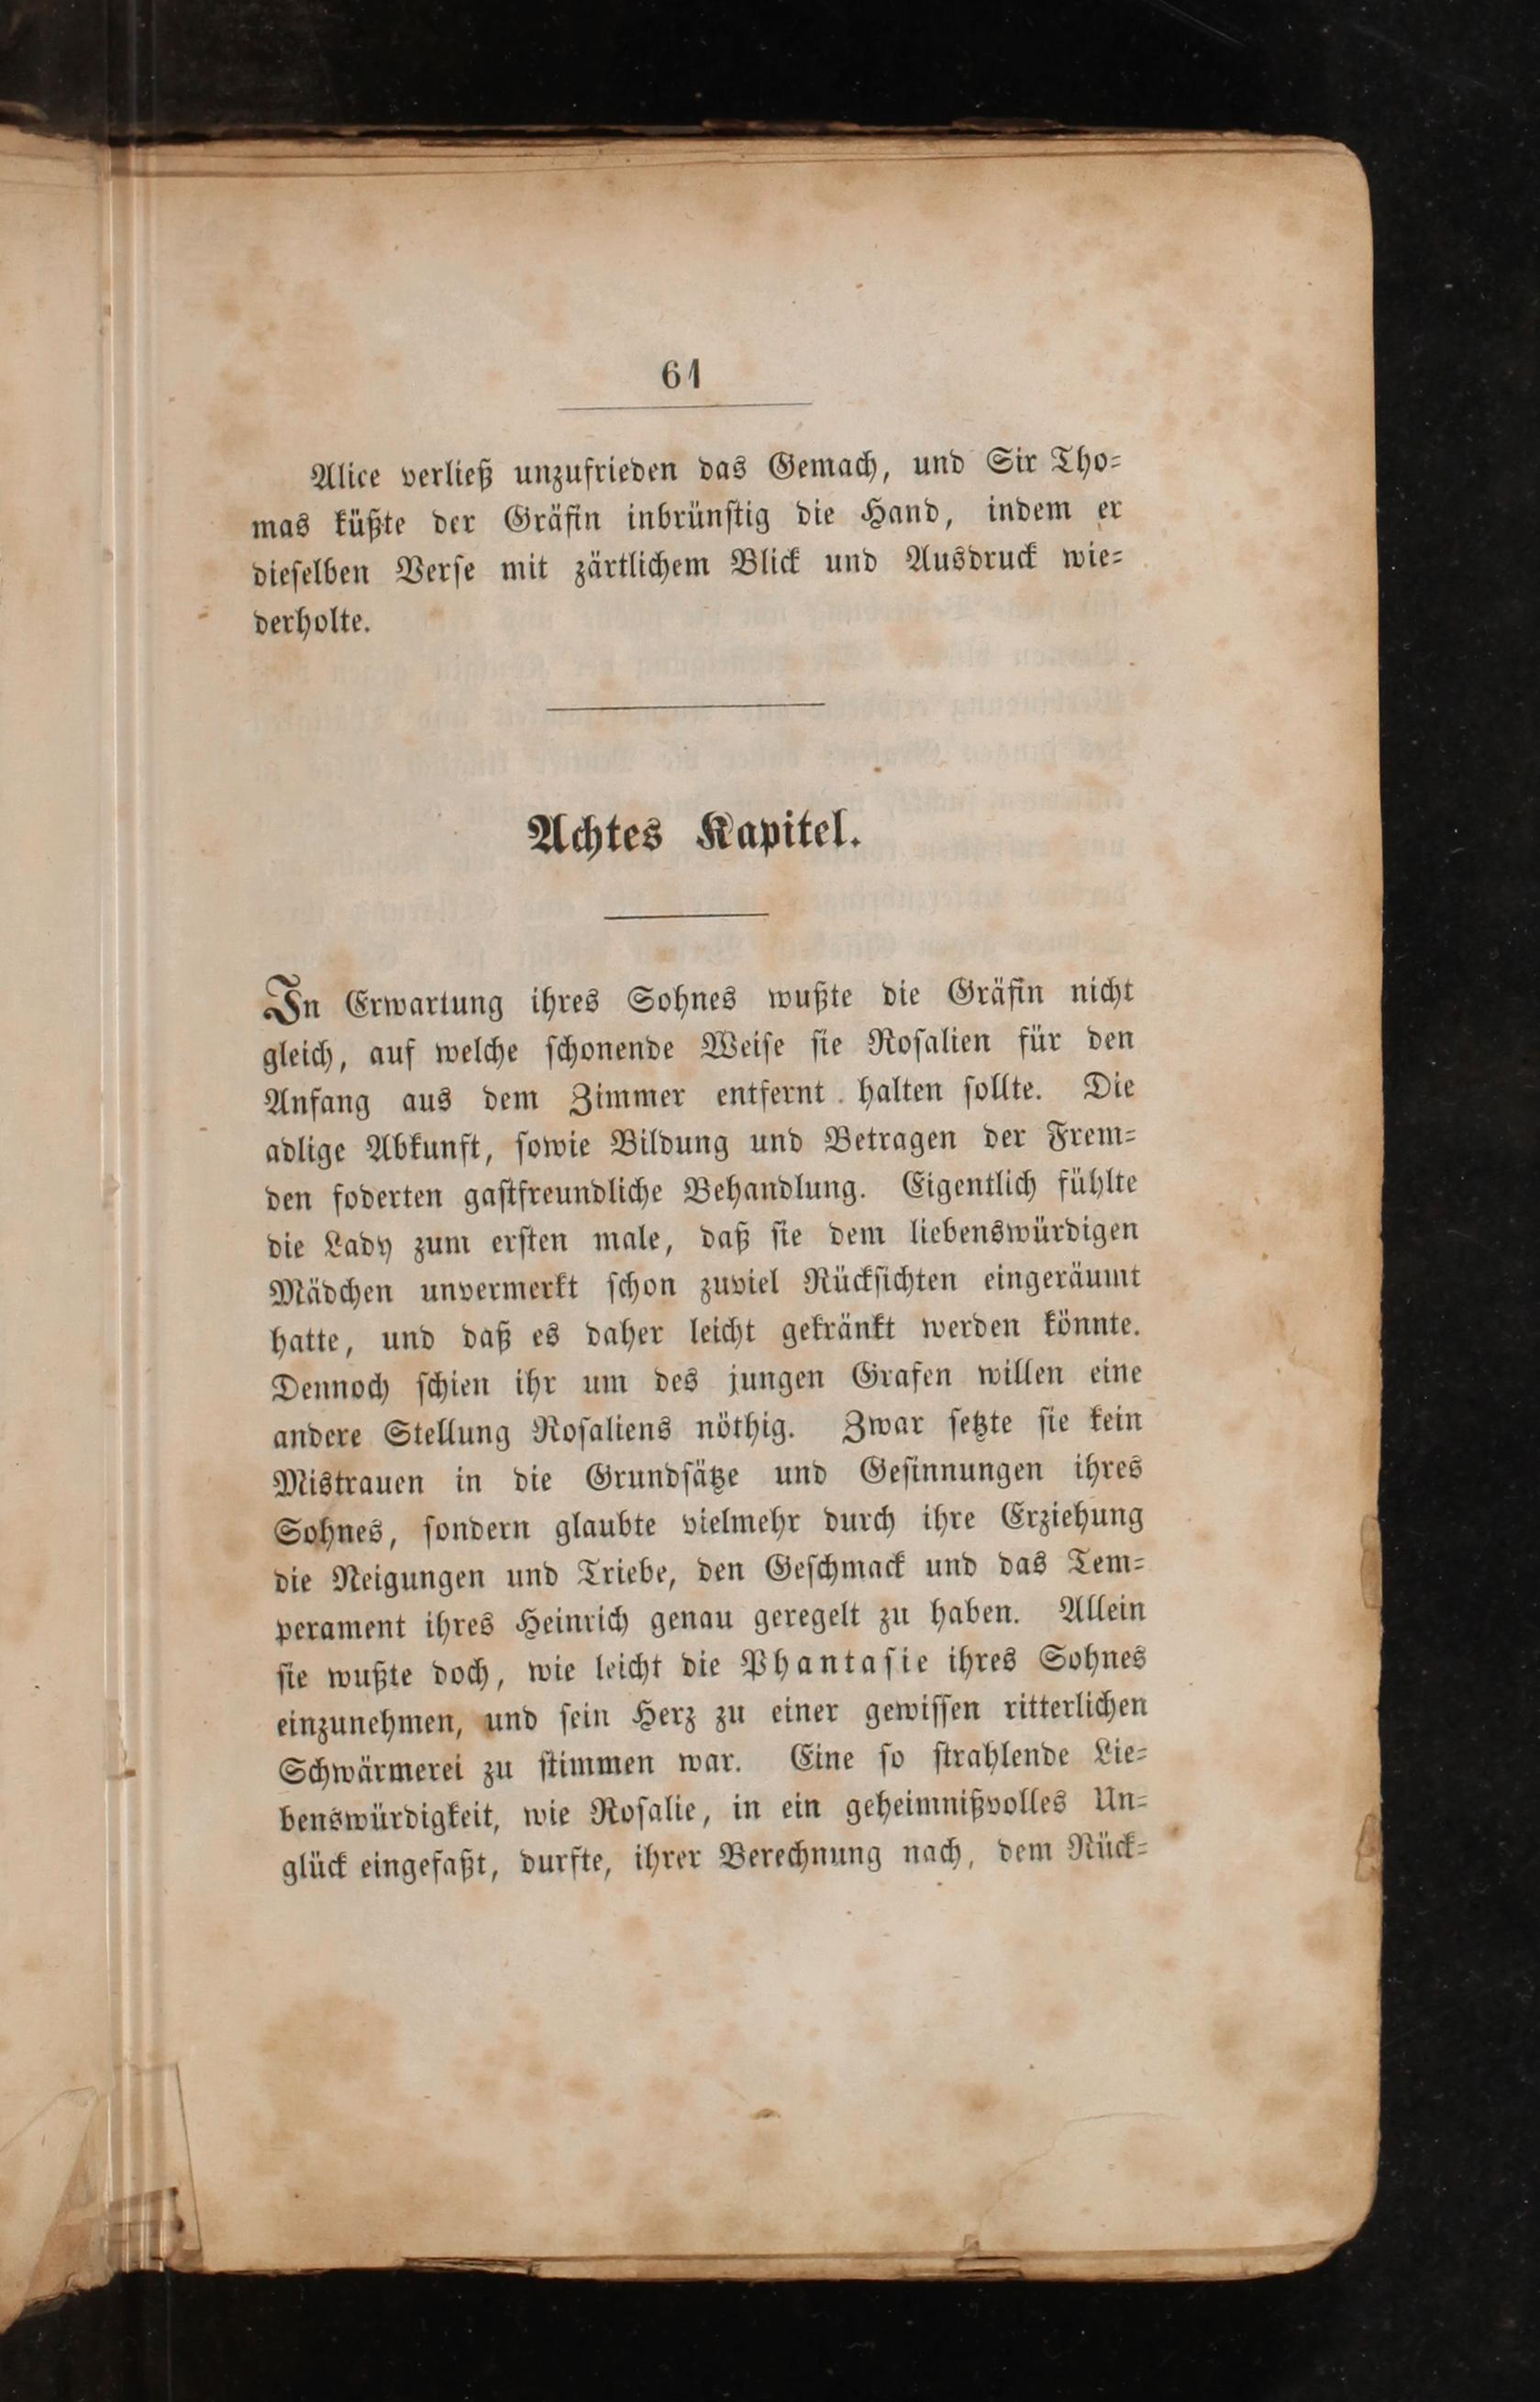 61
Alice verließ unzufrieden das Gemach, und Sir Tho-
mas küßte der Gräfin inbrünstig die Hand, indem er
dieselben Verse mit zärtlichem Blick und Ausdruck wie-
derholte.
Achtes Kapitel.
In Erwartung ihres Sohnes wußte die Gräfin nicht
gleich, auf welche schonende Weise sie Rosalien für den
Anfang aus dem Zimmer entfernt halten sollte. Die
adlige Abkunft, sowie Bildung und Betragen der Frem-
den foderten gastfreundliche Behandlung. Eigentlich fühlte
die Lady zum ersten male, daß sie dem liebenswürdigen
Mädchen unvermerkt schon zuviel Rücksichten eingeräumt
hatte, und daß es daher leicht gekränkt werden könnte.
Dennoch schien ihr um des jungen Grafen willen eine
andere Stellung Rosaliens nöthig. Zwar setzte sie kein
Mistrauen in die Grundsätze und Gesinnungen ihres
Sohnes, sondern glaubte vielmehr durch ihre Erziehung
die Neigungen und Triebe, den Geschmack und das Tem-
perament ihres Heinrich genau geregelt zu haben. Allein
sie wußte doch, wie leicht die Phantasie ihres Sohnes
einzunehmen, und sein Herz zu einer gewissen ritterlichen
Schwärmerei zu stimmen war. Eine so strahlende Lie-
benswürdigkeit, wie Rosalie, in ein geheimnißvolles Un-
glück eingefaßt, durfte, ihrer Berechnung nach, dem Rück-